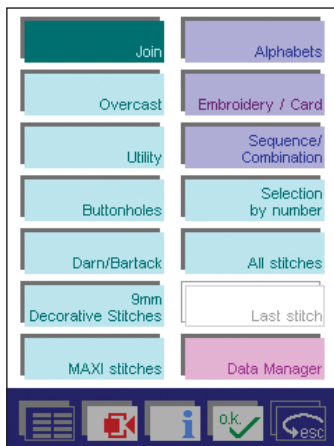 Join
Alphabets
Overcast
Embroidery / Card
Utility
Sequence/
Combination
Buttonholes
Selection
by number
Darn/Bartack
All stitches
9mm
Decorative Stitches
Last stitch
MAXI stitches
Data Manager
i
o.k.
esc